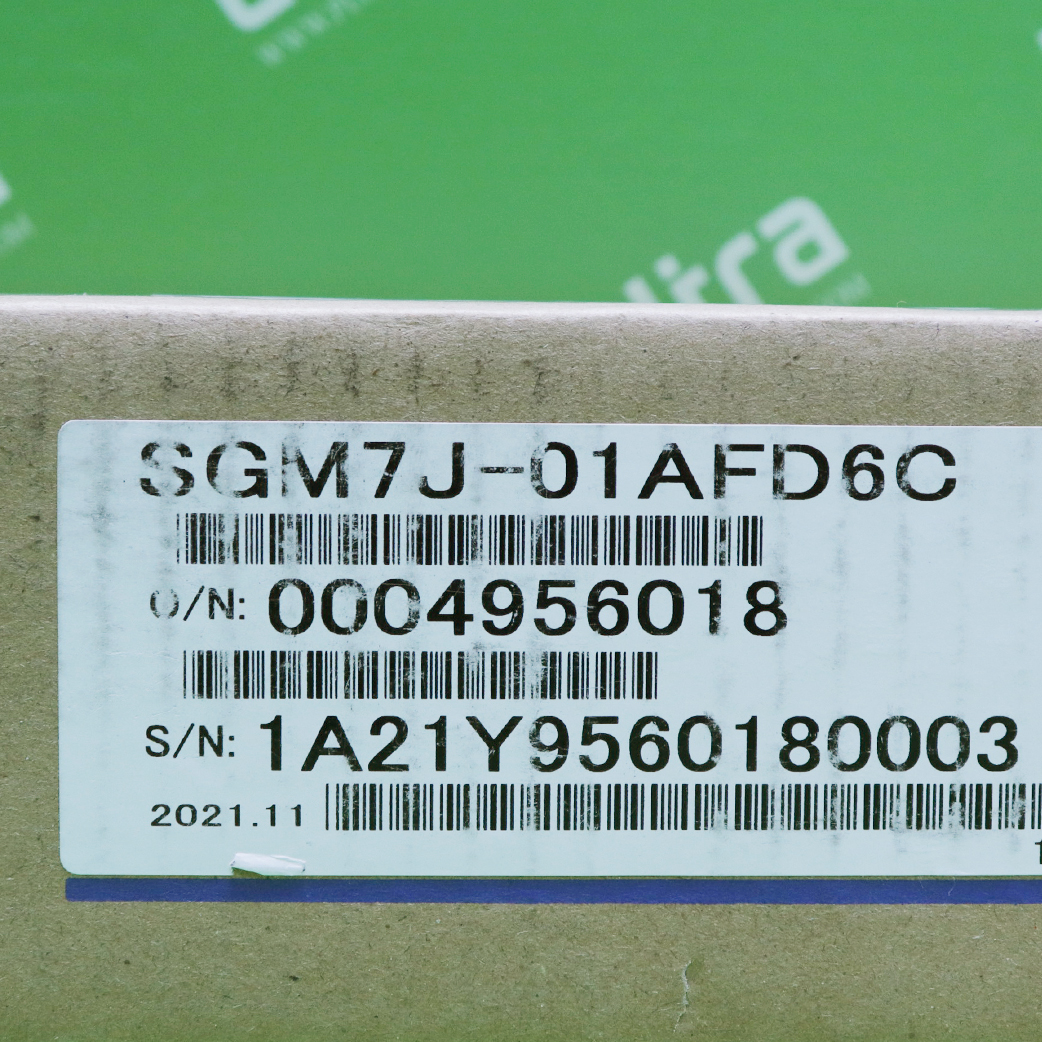 SGM7J-01AFD6C
O/N: 0004956018
S/N: 1A21Y9560180003
2021.11